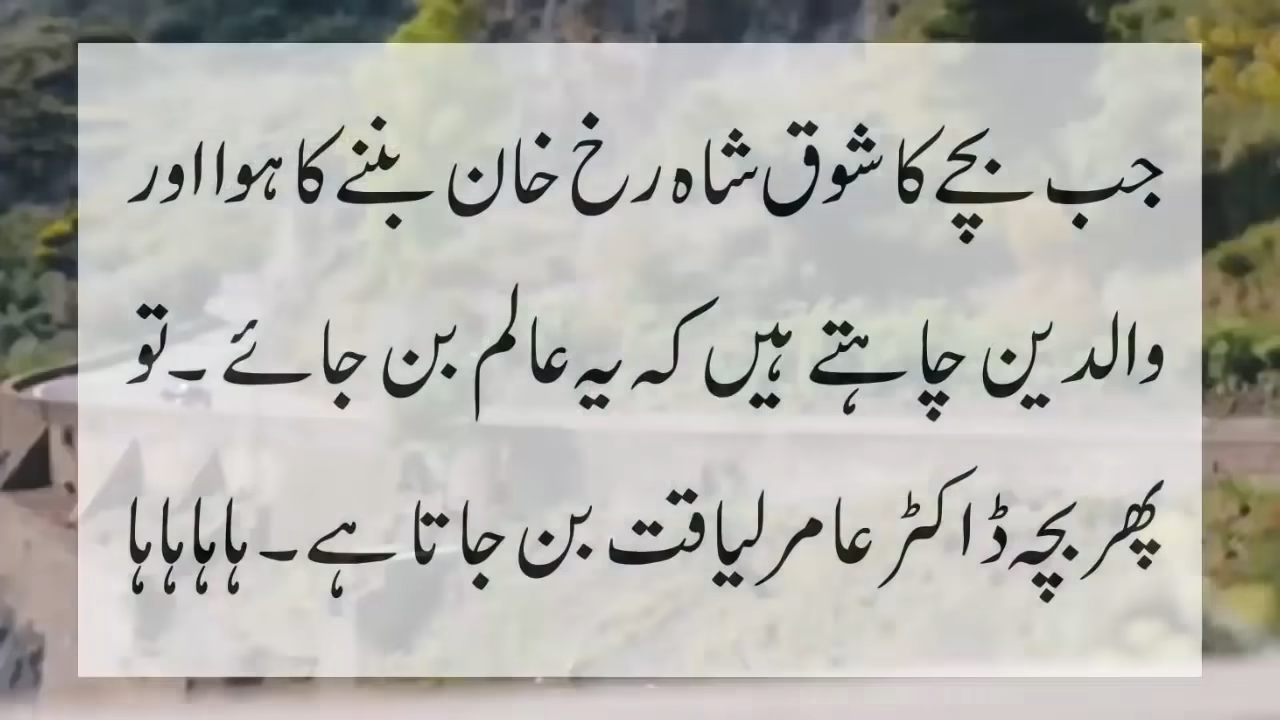 جب بچے کا شوق شاہ رخ خان بننے کا ہوا اور
والدین چاہتے ہیں کہ یہ عالم بن جائے ۔ تو
پھر بچہ ڈاکٹر عامر لیاقت بن جاتا ہے ۔ ہاہاہاہا